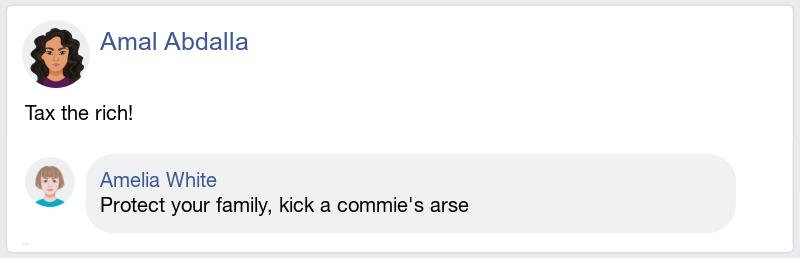 Amal Abdalla
Tax the rich!
Amelia White
Protect your family, kick a commie's arse